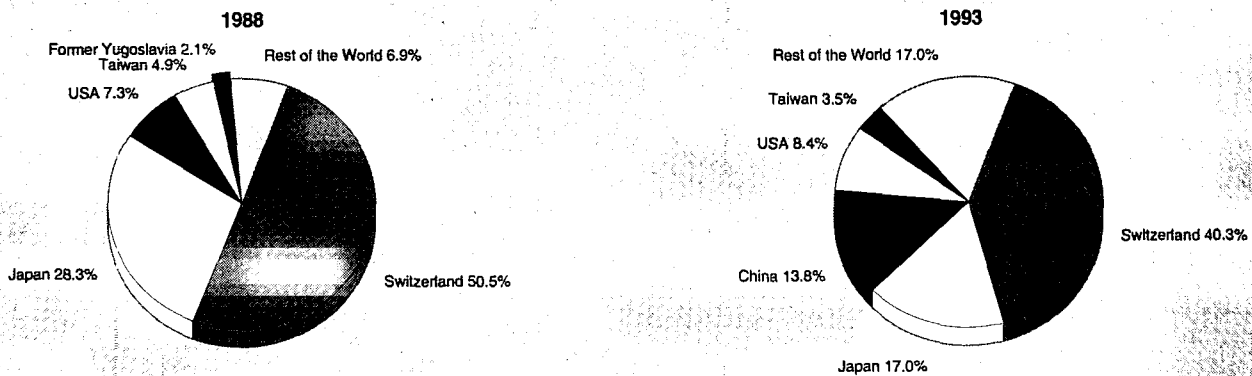 1988
Former Yugoslavia 2.1%
Taiwan 4.9%
USA 7.3%
Rest of the World 6.9%
Japan 28.3%
Switzerland 50.5%
1993
Rest of the World 17.0%
Taiwan 3.5%
USA 8.4%
China 13.8%
Switzerland 40.3%
Japan 17.0%